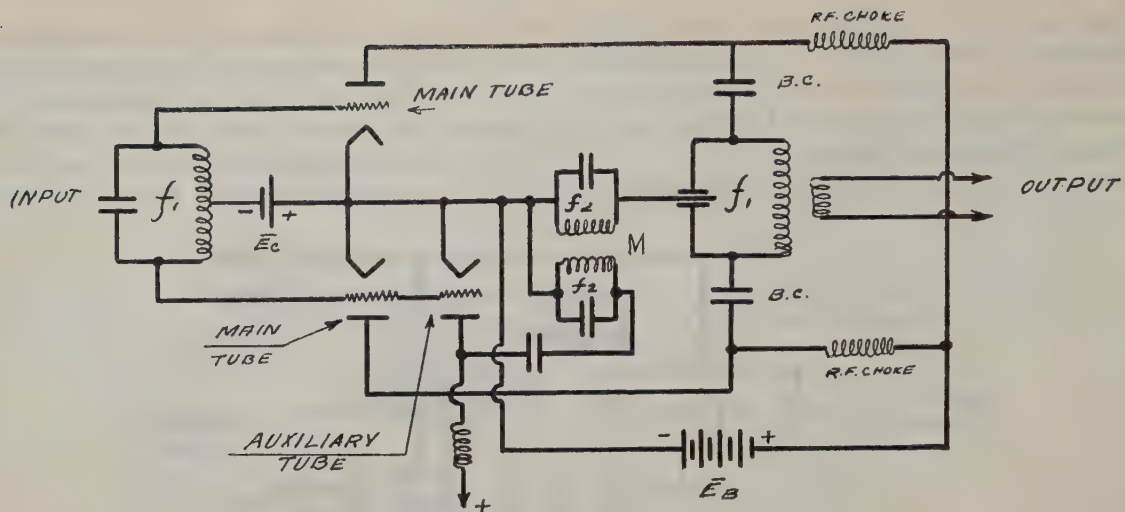 R.F. CHOKE
B.C.
MAIN TUBE
INPUT
f₁
- +
Ec
f₂
M
f₂
f₁
OUTPUT
B.C.
MAIN
TUBE
R.F. CHOKE
AUXILIARY
TUBE
- +
EB
+